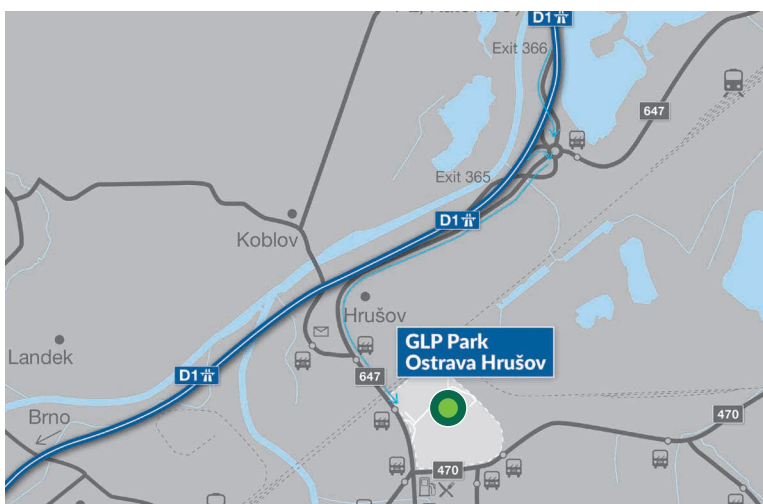 D1
Exit 366
647
Exit 365
D1
Koblov
Hrušov
GLP Park
Ostrava Hrušov
Landek
D1
647
Brno
470
470